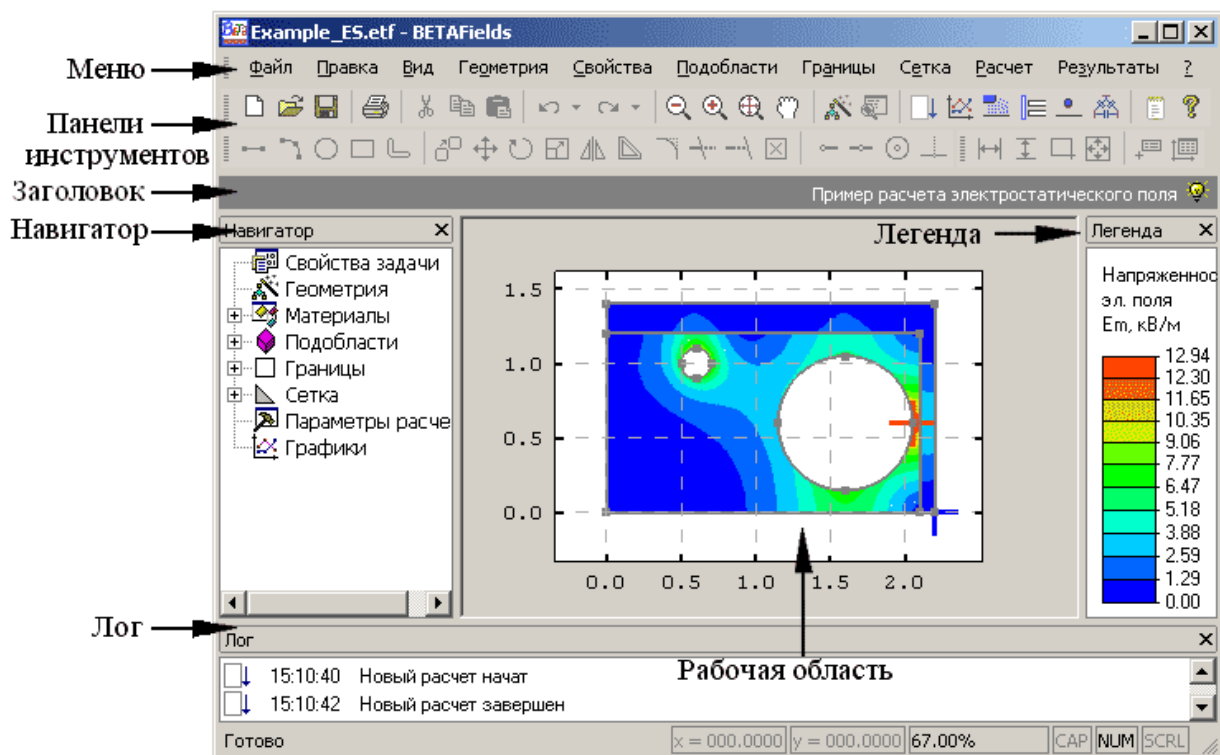 Example_ES.etf - BETAFields
Меню
Файл Правка Вид Геометрия Свойства Подобласти Границы Сетка Расчет Результаты ?
Панели
инструментов
Заголовок
Пример расчета электростатического поля
Навигатор
Навигатор
Свойства задачи
Геометрия
Материалы
Подобласти
Границы
Сетка
Параметры расче
Графики
1.5
1.0
0.5
0.0
0.0 0.5 1.0 1.5 2.0
Легенда
Легенда
Напряженнос
эл. поля
Em, кВ/м
12.94
12.30
11.65
10.35
9.06
7.77
6.47
5.18
3.88
2.59
1.29
0.00
Лог
Лог
Рабочая область
15:10:40 Новый расчет начат
15:10:42 Новый расчет завершен
Готово
x = 000.0000 y = 000.0000 67.00% CAP NUM SCRL